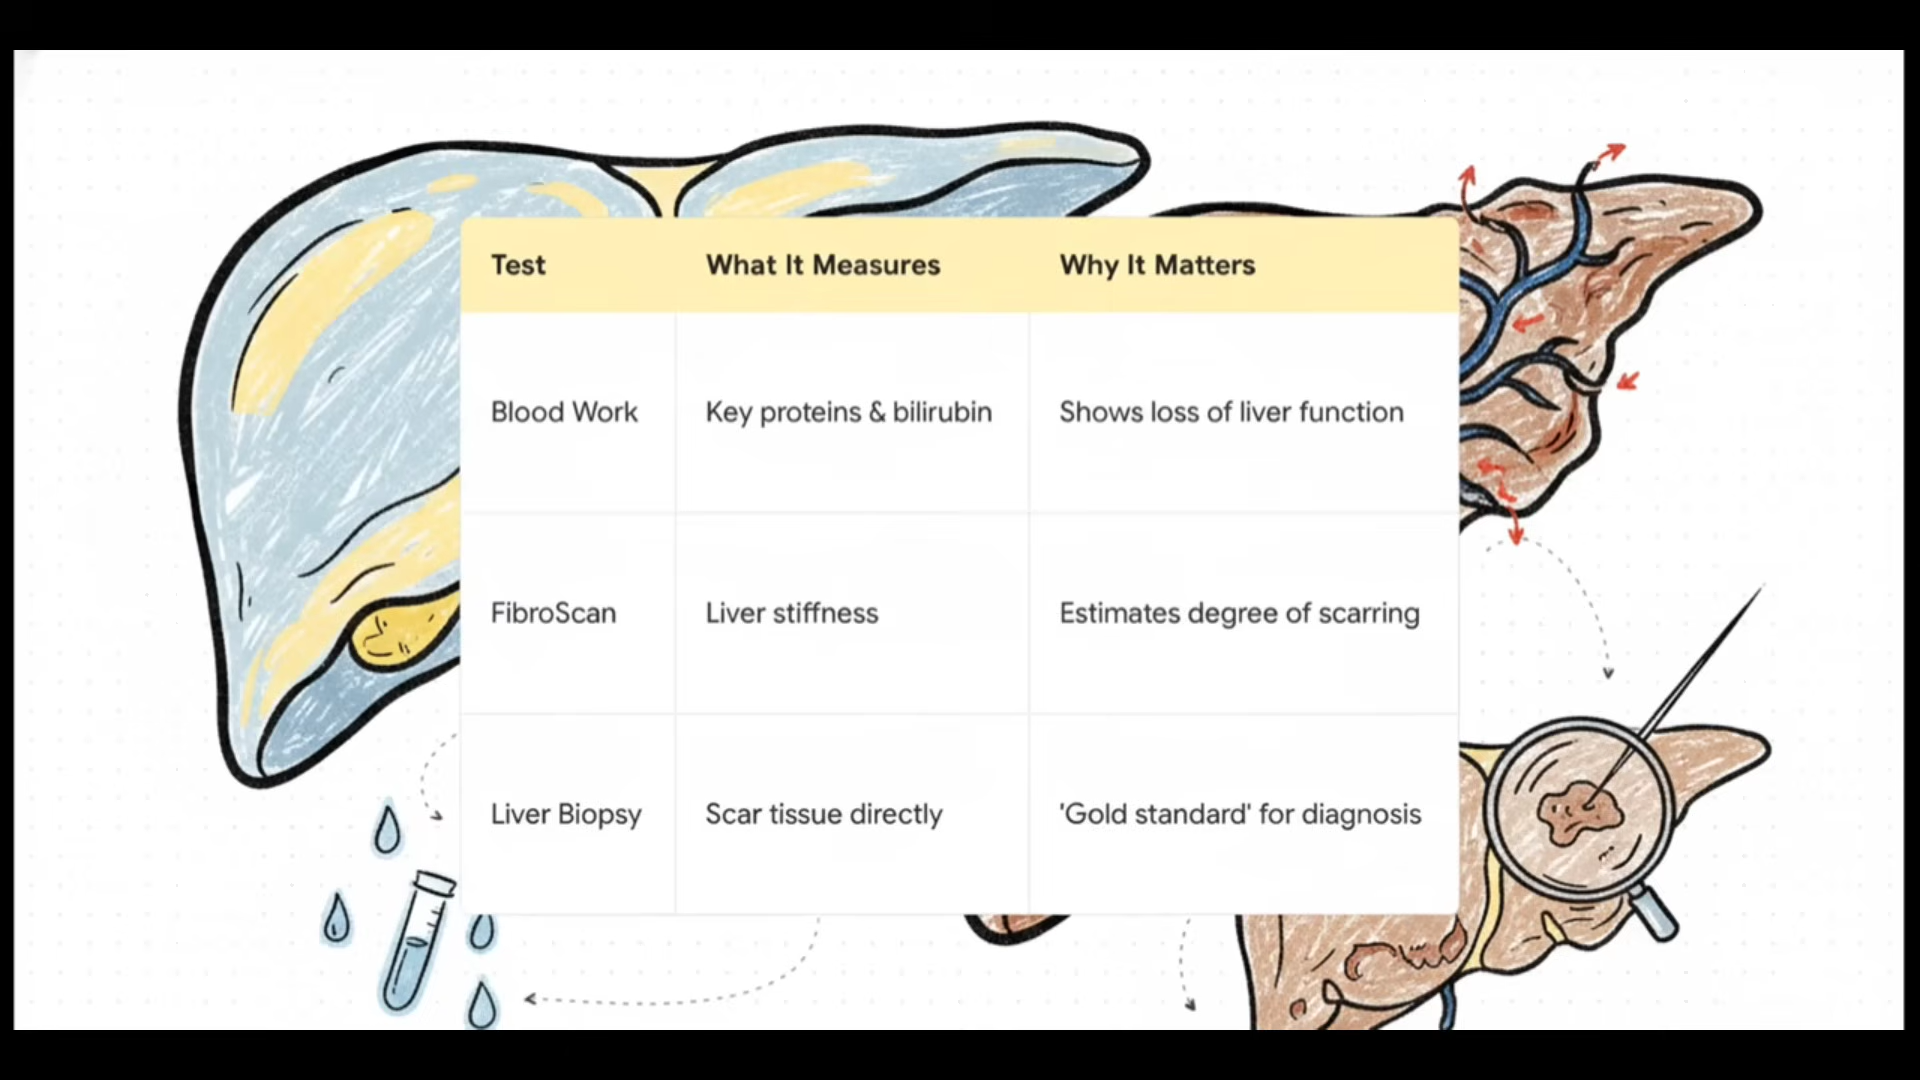 Test What It Measures Why It Matters
Blood Work Key proteins & bilirubin Shows loss of liver function
FibroScan Liver stiffness Estimates degree of scarring
Liver Biopsy Scar tissue directly 'Gold standard' for diagnosis